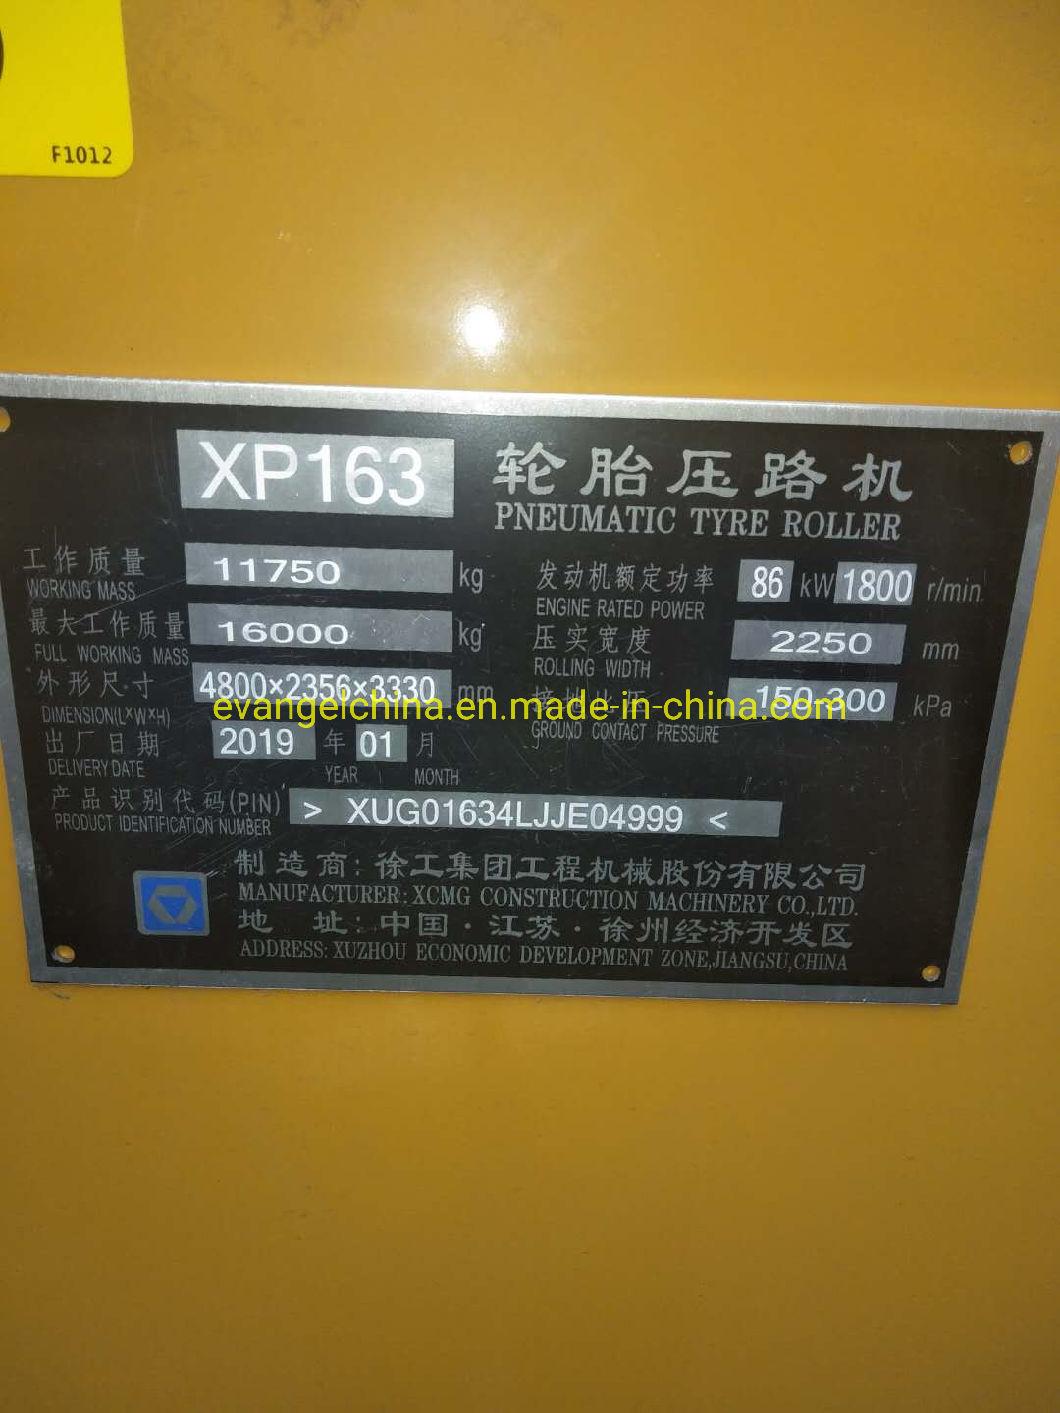 F1012
XP163 轮胎压路机
PNEUMATIC TYRE ROLLER
工作质量 11750 kg
WORKING MASS
最大工作质量 16000 kg
FULL WORKING MASS
外形尺寸 4800×2356×3330 mm
DIMENSION(L×W×H)
出厂日期 2019 年 01 月
DELIVERY DATE YEAR MONTH
发动机额定功率 86 kW 1800 r/min
ENGINE RATED POWER
压实宽度 2250 mm
ROLLING WIDTH
接地比压 150-300 kPa
GROUND CONTACT PRESSURE
evangelchina.en.made-in-china.com
产品识别代码(PIN) > XUG01634LJJE04999 <
PRODUCT IDENTIFICATION NUMBER
制造商:徐工集团工程机械股份有限公司
MANUFACTURER: XCMG CONSTRUCTION MACHINERY CO.,LTD.
地 址:中国·江苏·徐州经济开发区
ADDRESS: XUZHOU ECONOMIC DEVELOPMENT ZONE,JIANGSU,CHINA